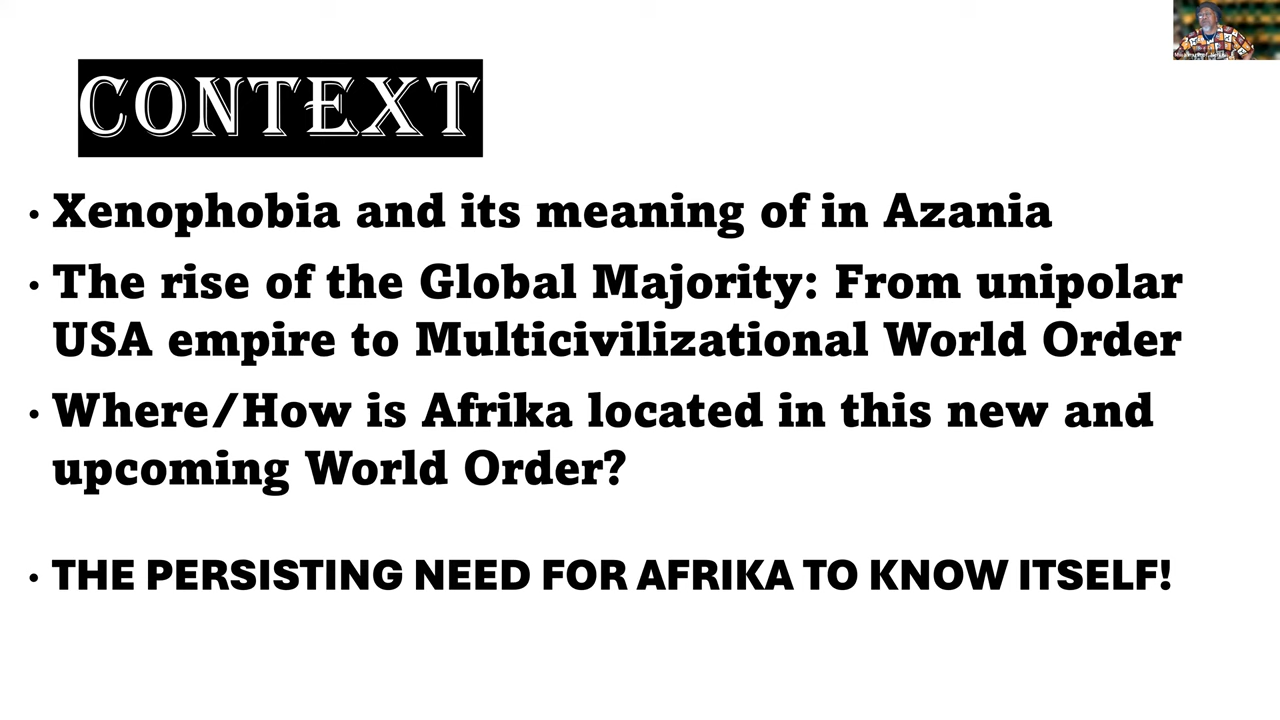 CONTEXT
• Xenophobia and its meaning of in Azania
• The rise of the Global Majority: From unipolar
USA empire to Multicivilizational World Order
• Where/How is Afrika located in this new and
upcoming World Order?
• THE PERSISTING NEED FOR AFRIKA TO KNOW ITSELF!